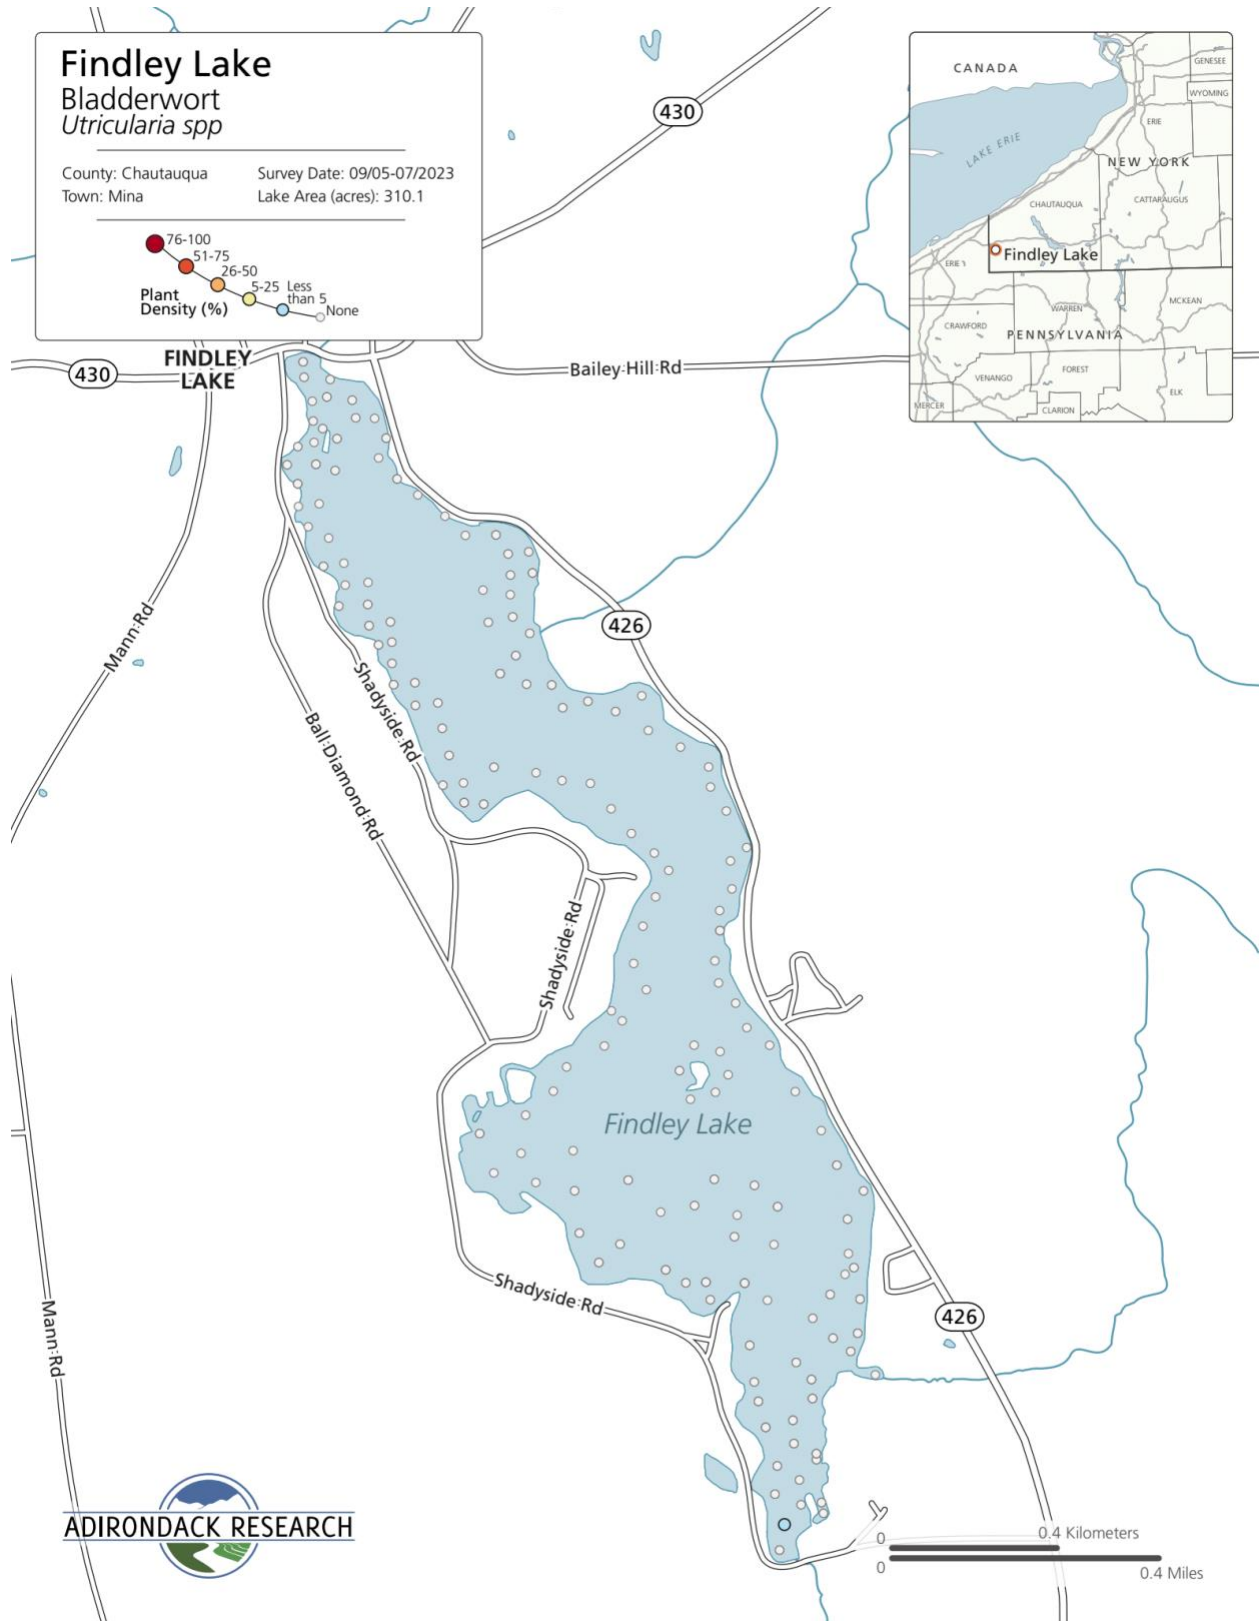 Findley Lake
Bladderwort
Utricularia spp
County: Chautauqua
Survey Date: 09/05-07/2023
Town: Mina
Lake Area (acres): 310.1
76-100
51-75
26-50
5-25
Less
than 5
None
Plant
Density (%)
430
CANADA
GENESEE
WYOMING
ERIE
LAKE ERIE
NEW YORK
CHAUTAUQUA
CATTARAUGUS
Findley Lake
ERIE
WARREN
MCKEAN
CRAWFORD
PENNSYLVANIA
VENANGO
FOREST
ELK
MERCER
CLARION
FINDLEY
LAKE
430
Bailey Hill Rd
426
Mann Rd
Shadyside Rd
Ball Diamond Rd
Shadyside Rd
Findley Lake
Shadyside Rd
Mann Rd
426
ADIRONDACK RESEARCH
0
0.4 Kilometers
0
0.4 Miles